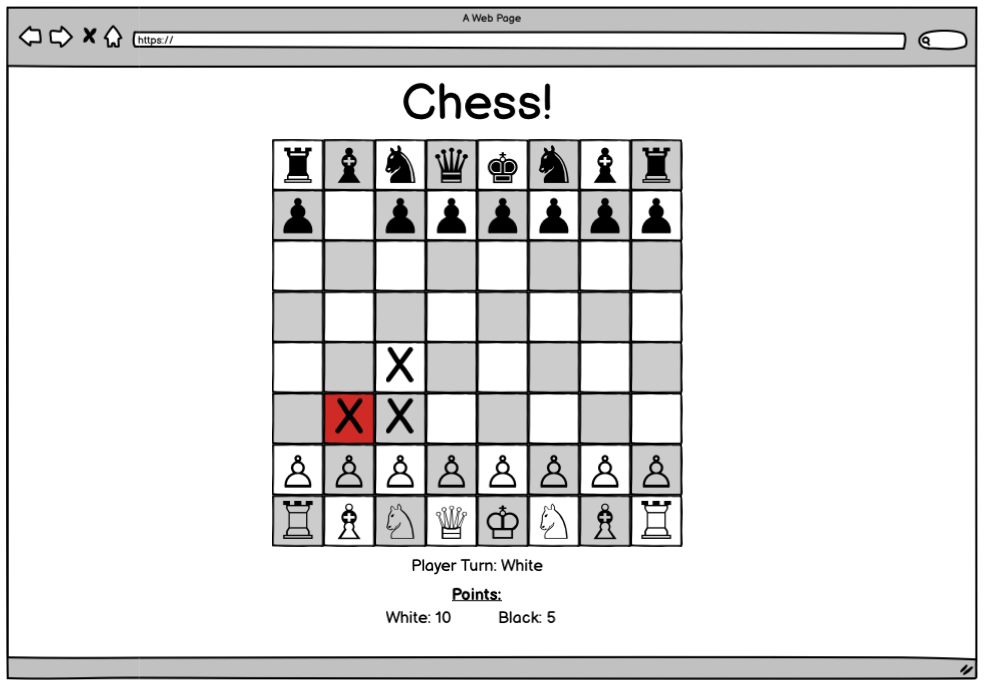 A Web Page
https://
Chess!
X
X X
Player Turn: White
Points:
White: 10 Black: 5